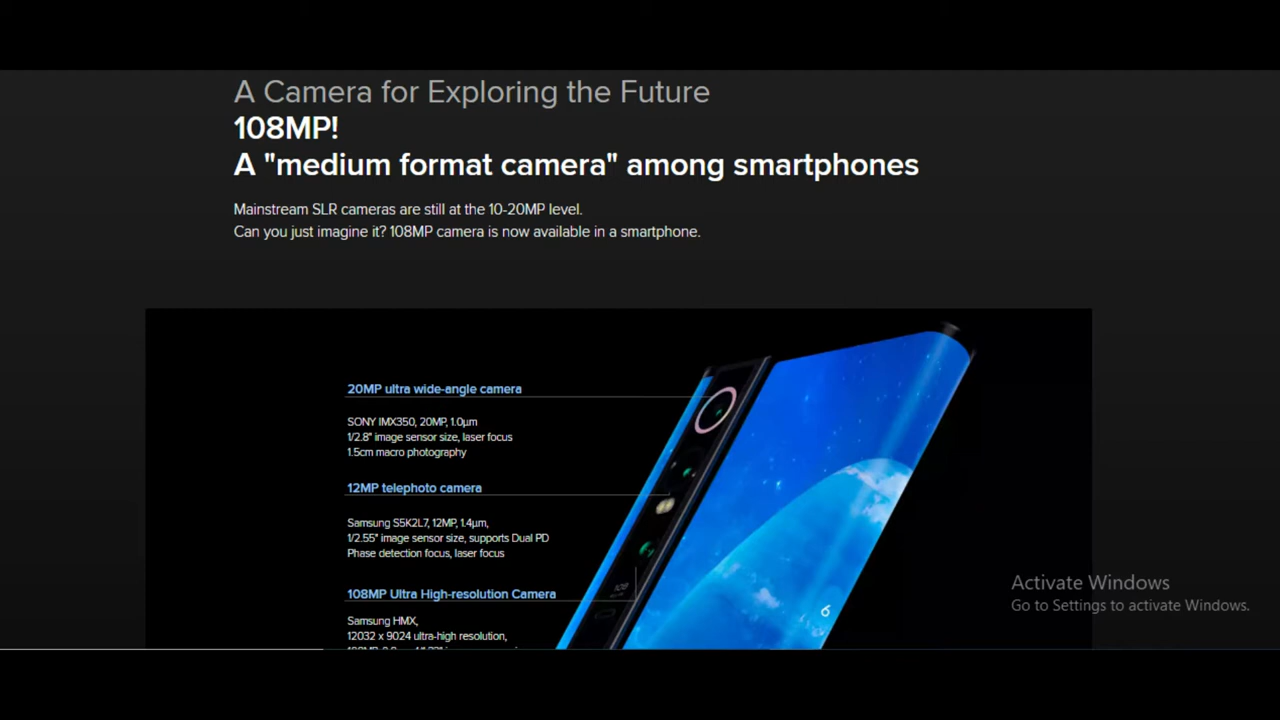 A Camera for Exploring the Future
108MP!
A "medium format camera" among smartphones
Mainstream SLR cameras are still at the 10-20MP level.
Can you just imagine it? 108MP camera is now available in a smartphone.
20MP ultra wide-angle camera
SONY IMX350, 20MP, 1.0μm
1/2.8" image sensor size, laser focus
1.5cm macro photography
12MP telephoto camera
Samsung S5K2L7, 12MP, 1.4μm,
1/2.55" image sensor size, supports Dual PD
Phase detection focus, laser focus
108MP Ultra High-resolution Camera
Samsung HMX,
12032 x 9024 ultra-high resolution,
108
6
Activate Windows
Go to Settings to activate Windows.